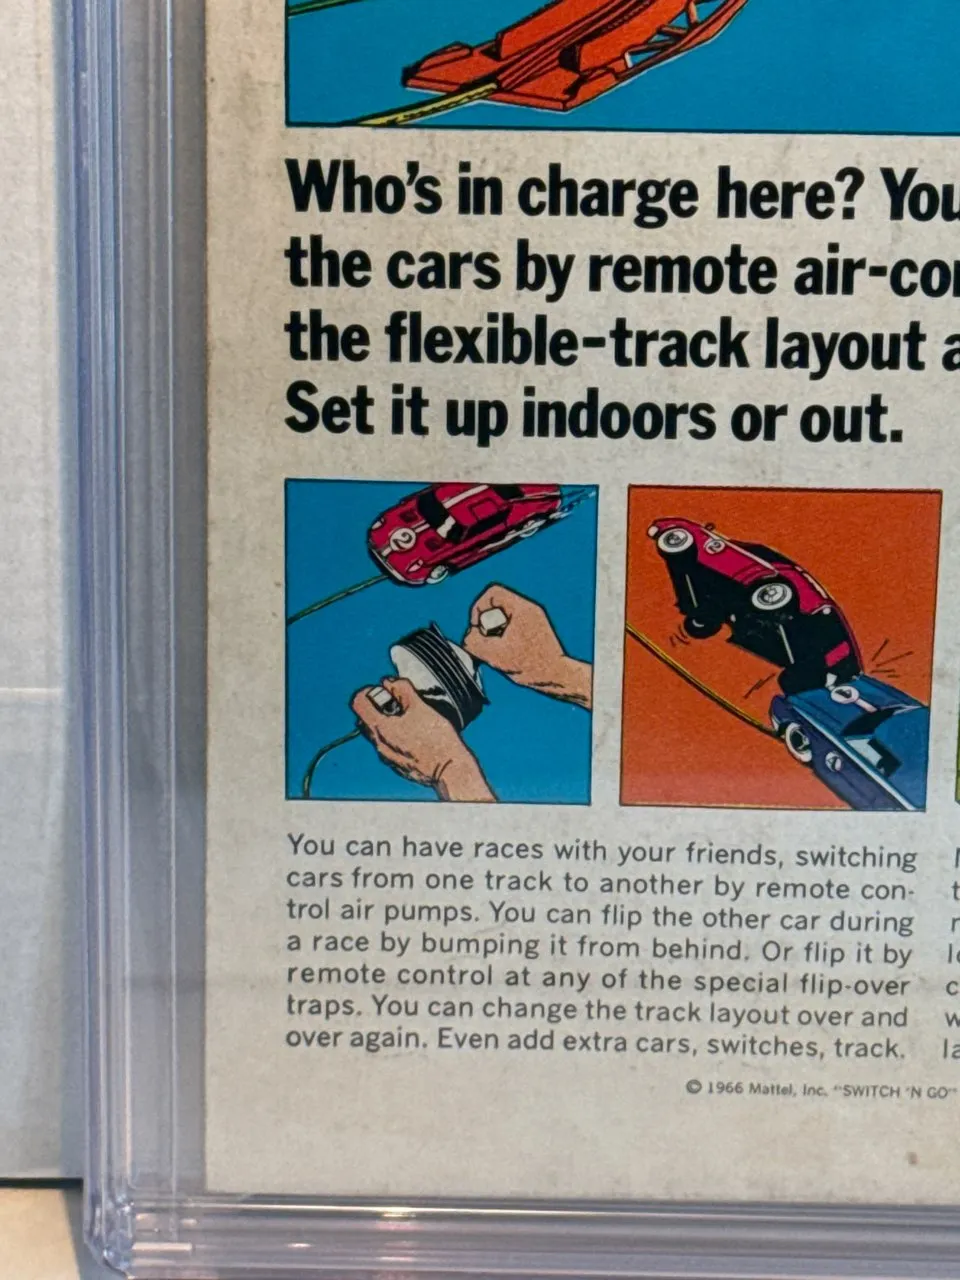 Who's in charge here? You
the cars by remote air-co
the flexible-track layout a
Set it up indoors or out.
2
2
You can have races with your friends, switching
cars from one track to another by remote con-
trol air pumps. You can flip the other car during
a race by bumping it from behind. Or flip it by
remote control at any of the special flip-over
traps. You can change the track layout over and
over again. Even add extra cars, switches, track.
© 1966 Mattel, Inc. "SWITCH 'N GO"